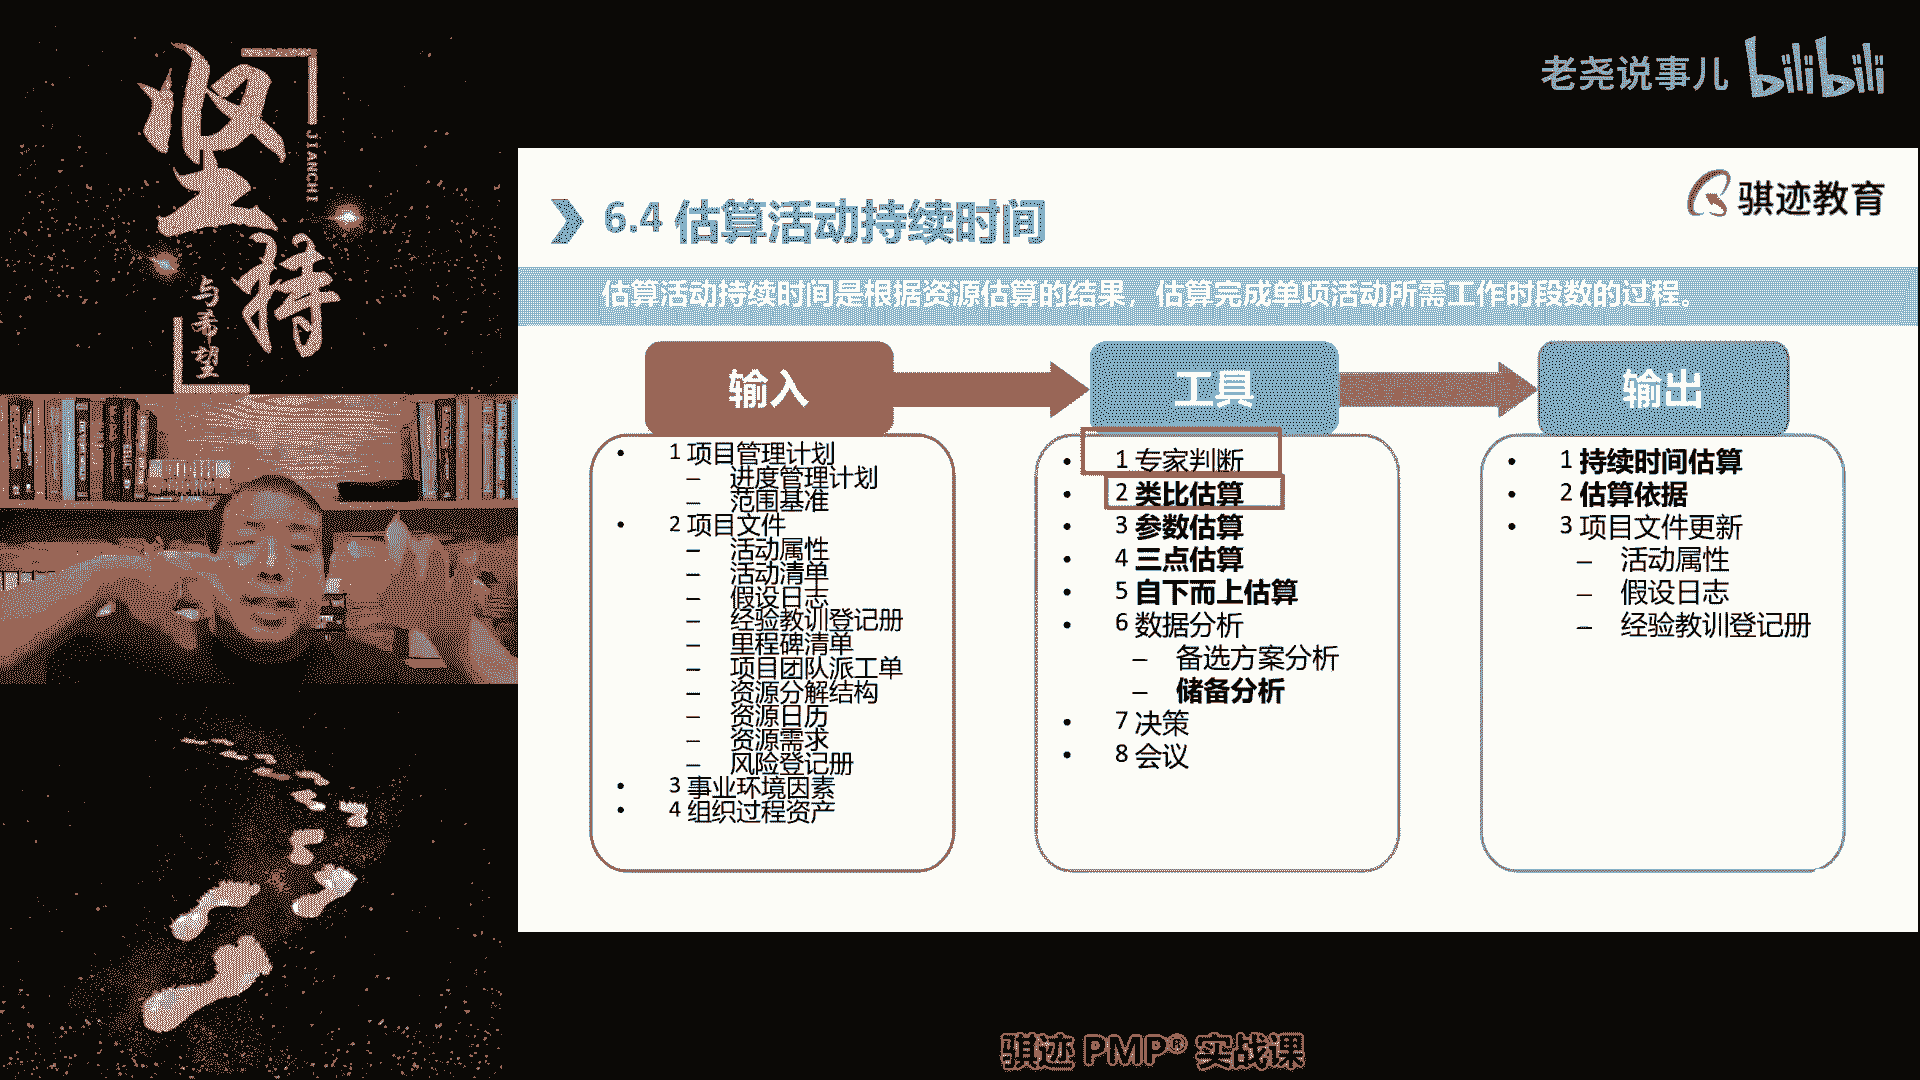 坚持
JIANCHI
与希望
老尧说事儿 bilibili
骐迹教育
6.4 估算活动持续时间
估算活动持续时间是根据资源估算的结果，估算完成单项活动所需工作时段数的过程。
输入
• 1 项目管理计划
– 进度管理计划
– 范围基准
• 2 项目文件
– 活动属性
– 活动清单
– 假设日志
– 经验教训登记册
– 里程碑清单
– 项目团队派工单
– 资源分解结构
– 资源日历
– 资源需求
– 风险登记册
• 3 事业环境因素
• 4 组织过程资产
工具
• 1 专家判断
• 2 类比估算
• 3 参数估算
• 4 三点估算
• 5 自下而上估算
• 6 数据分析
– 备选方案分析
– 储备分析
• 7 决策
• 8 会议
输出
• 1 持续时间估算
• 2 估算依据
• 3 项目文件更新
– 活动属性
– 假设日志
– 经验教训登记册
骐迹 PMP® 实战课